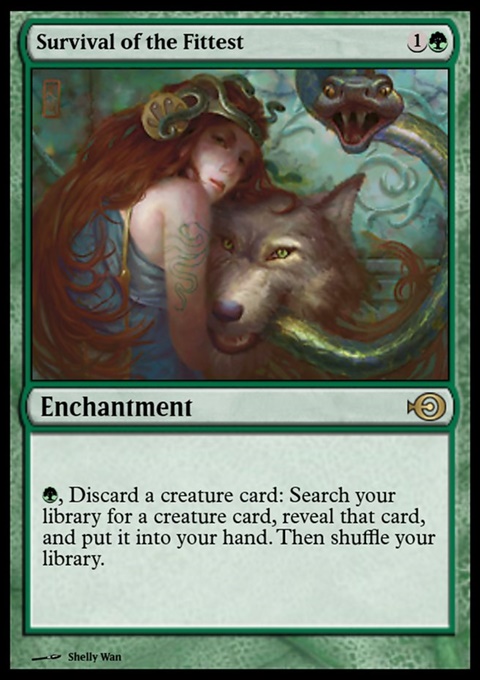 Survival of the Fittest 1
Enchantment
, Discard a creature card: Search your
library for a creature card, reveal that card,
and put it into your hand. Then shuffle your
library.
Shelly Wan